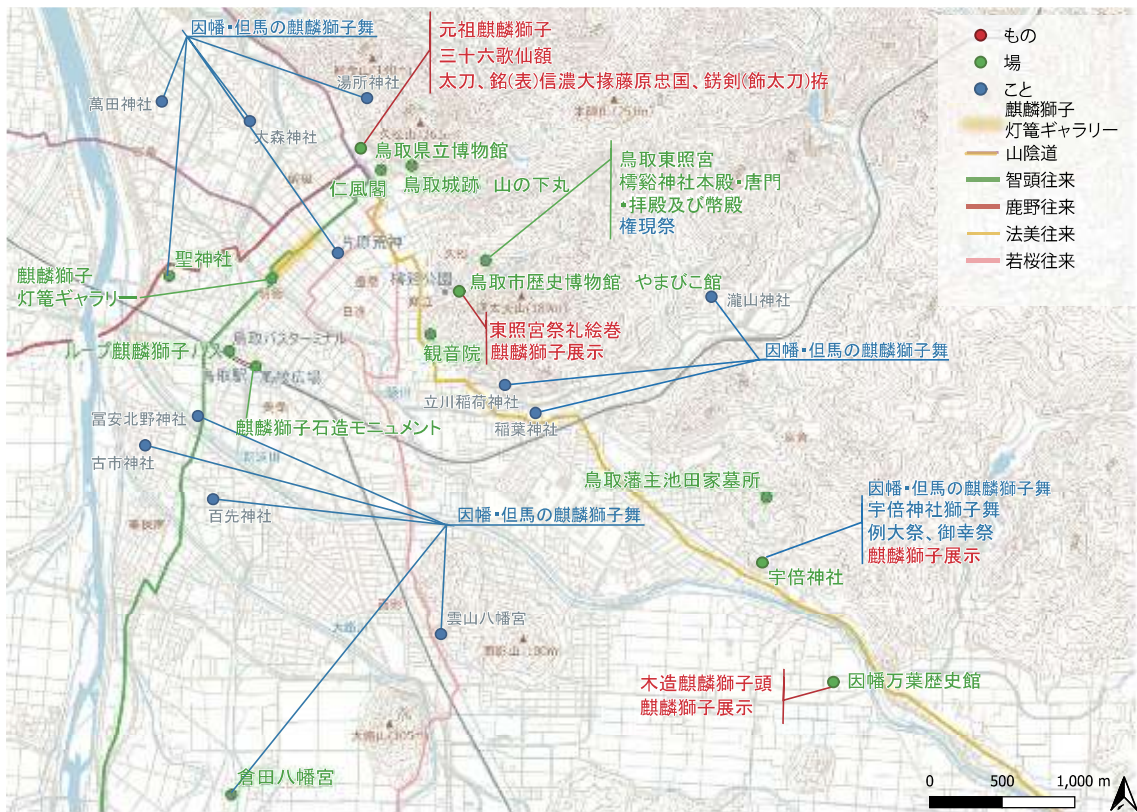 因幡・但馬の麒麟獅子舞
元祖麒麟獅子
三十六歌仙額
太刀、銘(表)信濃大掾藤原忠国、錺剣(飾太刀)拵
もの
場
こと
麒麟獅子
灯篭ギャラリー
山陰道
智頭往来
鹿野往来
法美往来
若桜往来
湯所神社
萬田神社
大森神社
鳥取県立博物館
仁風閣
鳥取城跡 山の下丸
鳥取東照宮
樗谿神社本殿・唐門
・拝殿及び幣殿
権現祭
片原荒神
聖神社
麒麟獅子
灯篭ギャラリー
樗谿公園
鳥取市歴史博物館 やまびこ館
瀧山神社
東照宮祭礼絵巻
麒麟獅子展示
観音院
因幡・但馬の麒麟獅子舞
鳥取バスターミナル
ループ麒麟獅子バス
立川稲荷神社
稲葉神社
冨安北野神社
麒麟獅子石造モニュメント
古市神社
百先神社
因幡・但馬の麒麟獅子舞
鳥取藩主池田家墓所
因幡・但馬の麒麟獅子舞
宇倍神社獅子舞
例大祭、御幸祭
麒麟獅子展示
宇倍神社
雲山八幡宮
木造麒麟獅子頭
麒麟獅子展示
因幡万葉歴史館
倉田八幡宮
0 500 1,000 m